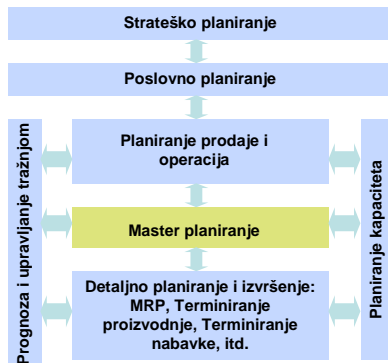 Strateško planiranje
Poslovno planiranje
Prognoza i upravljanje tražnjom
Planiranje prodaje i
operacija
Master planiranje
Detaljno planiranje i izvršenje:
MRP, Terminiranje
proizvodnje, Terminiranje
nabavke, itd.
Planiranje kapaciteta